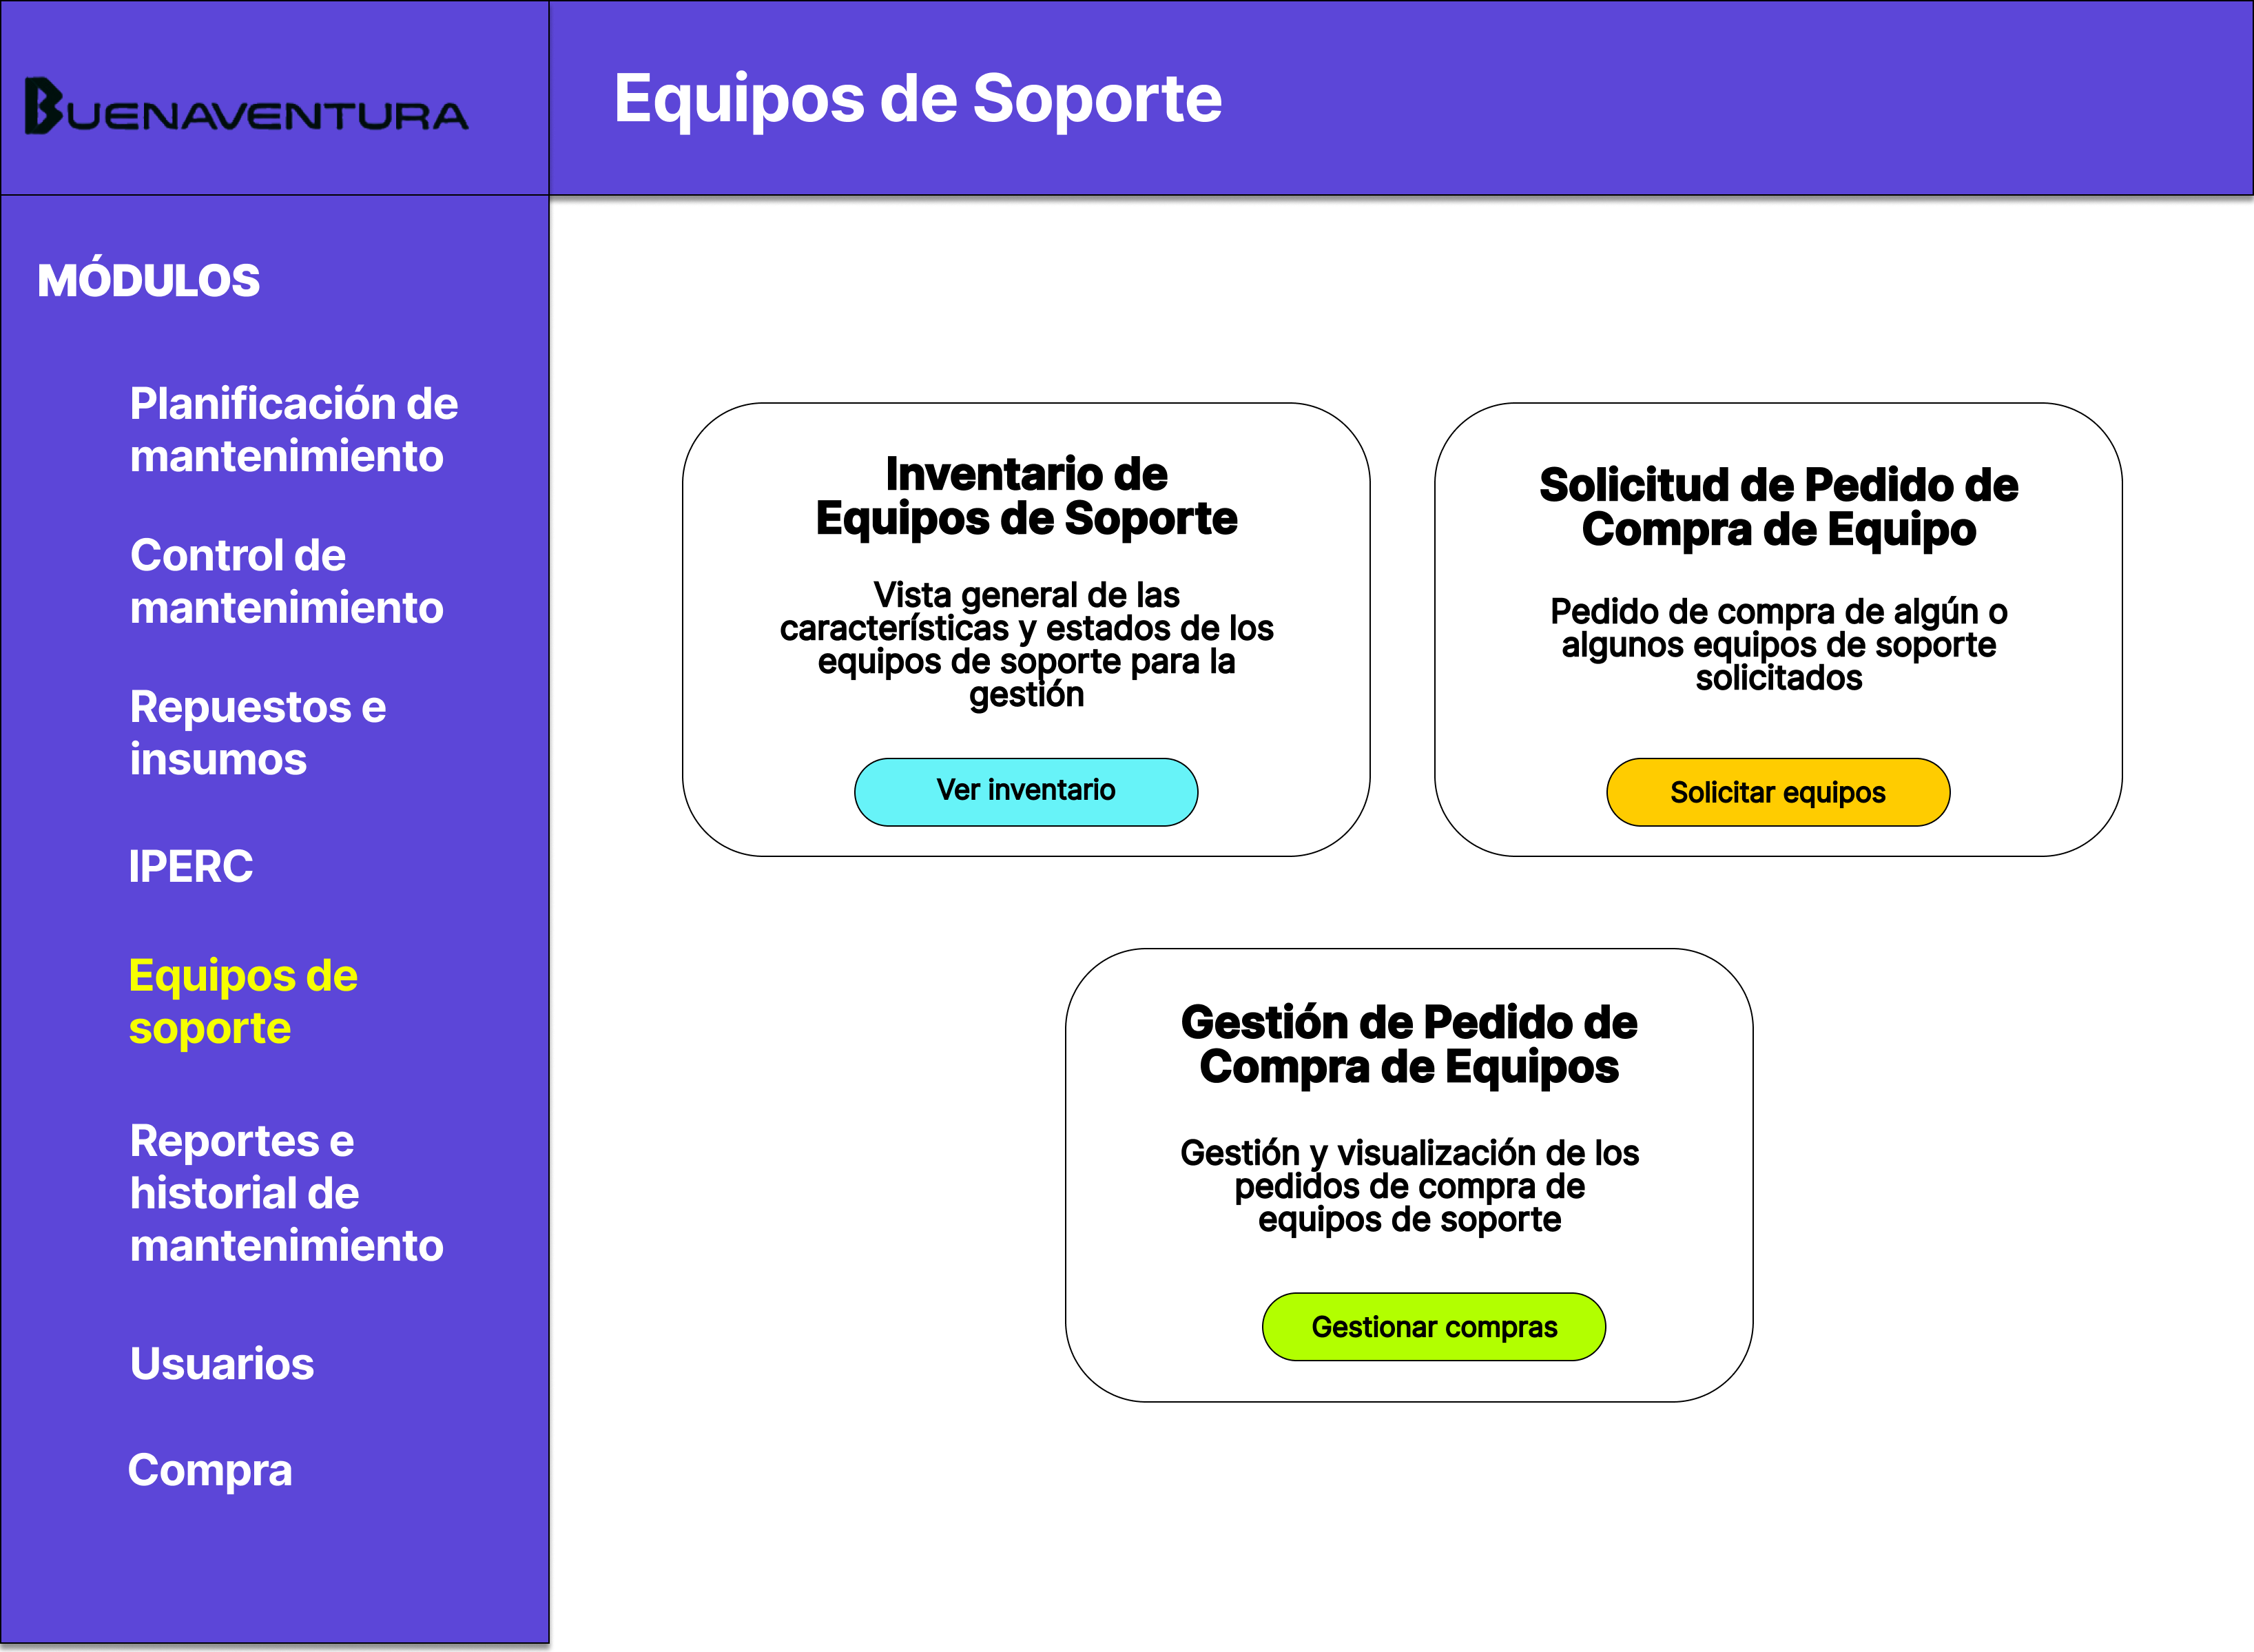 BUENAVENTURA
Equipos de Soporte
MÓDULOS
Planificación de
mantenimiento
Control de
mantenimiento
Repuestos e
insumos
IPERC
Equipos de
soporte
Reportes e
historial de
mantenimiento
Usuarios
Compra
Inventario de
Equipos de Soporte
Vista general de las
características y estados de los
equipos de soporte para la
gestión
Ver inventario
Solicitud de Pedido de
Compra de Equipo
Pedido de compra de algún o
algunos equipos de soporte
solicitados
Solicitar equipos
Gestión de Pedido de
Compra de Equipos
Gestión y visualización de los
pedidos de compra de
equipos de soporte
Gestionar compras